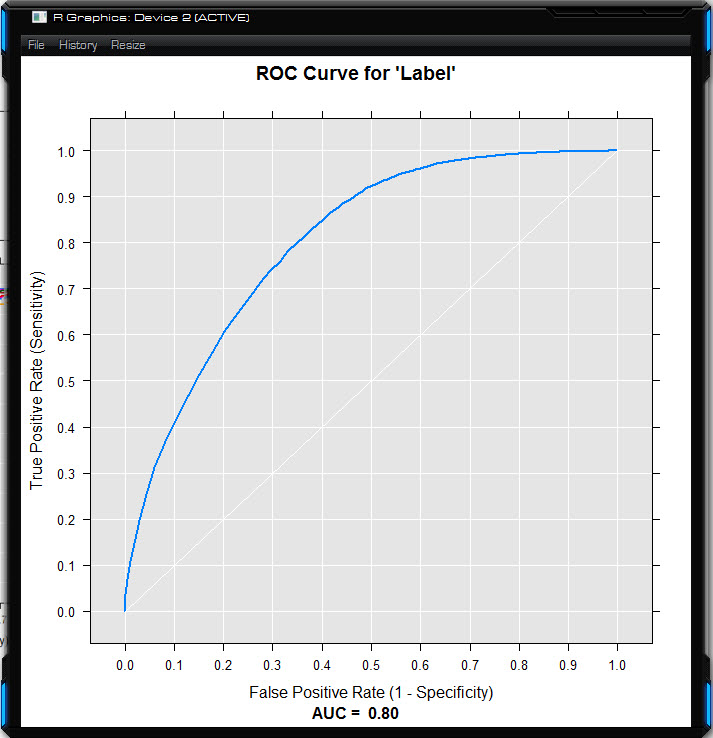 R Graphics: Device 2 (ACTIVE)
File History Resize
ROC Curve for 'Label'
1.0
0.9
0.8
0.7
0.6
0.5
0.4
0.3
0.2
0.1
0.0
True Positive Rate (Sensitivity)
0.0 0.1 0.2 0.3 0.4 0.5 0.6 0.7 0.8 0.9 1.0
False Positive Rate (1 - Specificity)
AUC = 0.80